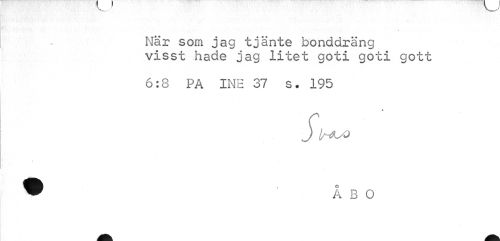 När som jag tjänte bonddräng
visst hade jag litet goti goti gott
6:8 PA INE 37 s. 195
Svas
ÅBO